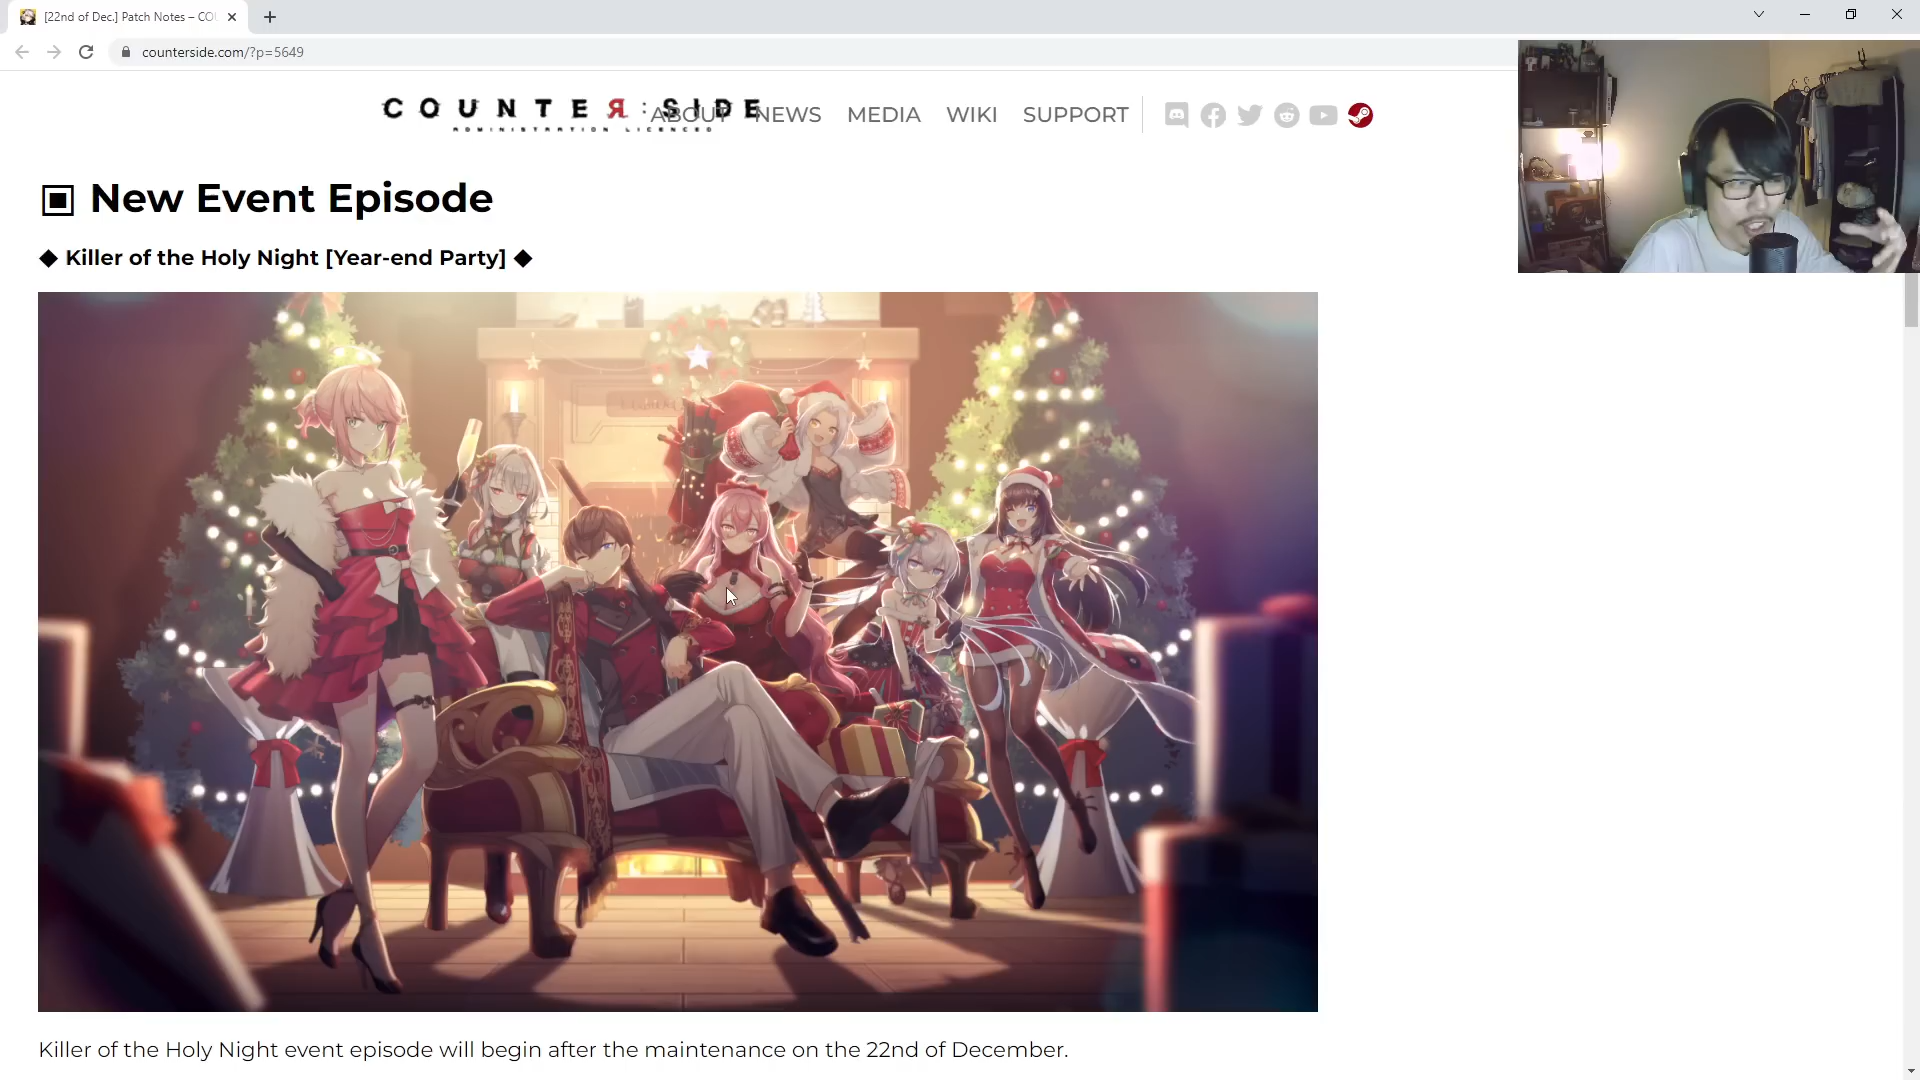 [22nd of Dec.] Patch Notes – COU
counterside.com/?p=5649
COUNTER:SIDE
ADMINISTRATION LICENCED
ABOUT NEWS MEDIA WIKI SUPPORT
▣ New Event Episode
◆ Killer of the Holy Night [Year-end Party] ◆
Killer of the Holy Night event episode will begin after the maintenance on the 22nd of December.